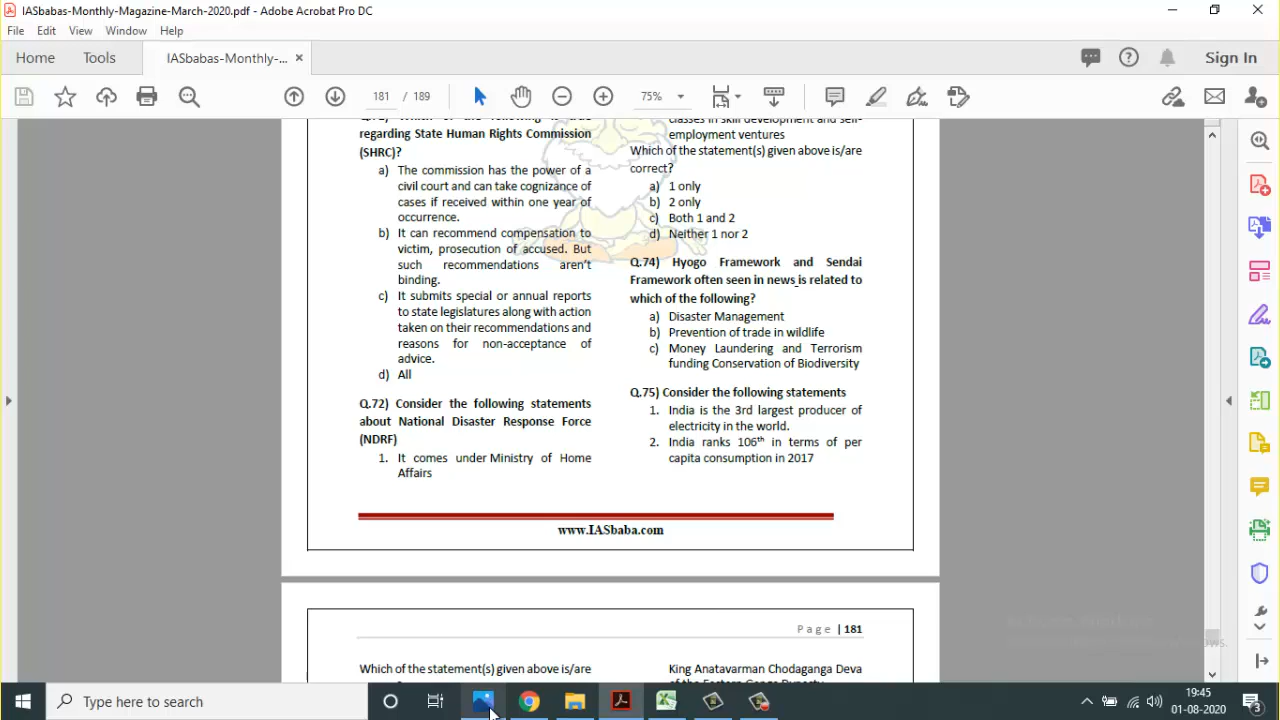 IASbabas-Monthly-Magazine-March-2020.pdf - Adobe Acrobat Pro DC
File Edit View Window Help
Home Tools IASbabas-Monthly-... × Sign In
181 / 189 75%
regarding State Human Rights Commission
(SHRC)?
a) The commission has the power of a
civil court and can take cognizance of
cases if received within one year of
occurrence.
b) It can recommend compensation to
victim, prosecution of accused. But
such recommendations aren't
binding.
c) It submits special or annual reports
to state legislatures along with action
taken on their recommendations and
reasons for non-acceptance of
advice.
d) All
Q.72) Consider the following statements
about National Disaster Response Force
(NDRF)
1. It comes under Ministry of Home
Affairs
classes in skill development and self-
employment ventures
Which of the statement(s) given above is/are
correct?
a) 1 only
b) 2 only
c) Both 1 and 2
d) Neither 1 nor 2
Q.74) Hyogo Framework and Sendai
Framework often seen in news is related to
which of the following?
a) Disaster Management
b) Prevention of trade in wildlife
c) Money Laundering and Terrorism
funding Conservation of Biodiversity
Q.75) Consider the following statements
1. India is the 3rd largest producer of
electricity in the world.
2. India ranks 106th in terms of per
capita consumption in 2017
www.IASbaba.com
Page | 181
Which of the statement(s) given above is/are
King Anatavarman Chodaganga Deva
Type here to search
19:45
01-08-2020
3